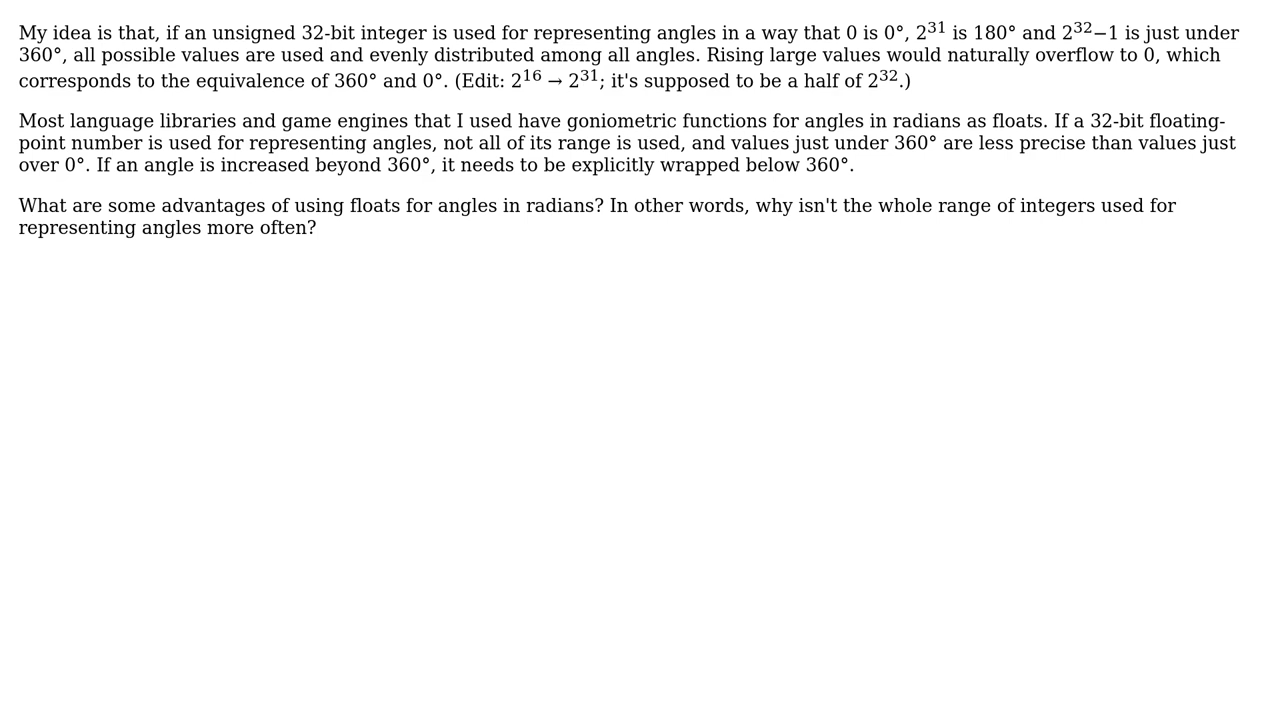 My idea is that, if an unsigned 32-bit integer is used for representing angles in a way that 0 is 0°, 2³¹ is 180° and 2³²−1 is just under
360°, all possible values are used and evenly distributed among all angles. Rising large values would naturally overflow to 0, which
corresponds to the equivalence of 360° and 0°. (Edit: 2¹⁶ → 2³¹; it's supposed to be a half of 2³².)
Most language libraries and game engines that I used have goniometric functions for angles in radians as floats. If a 32-bit floating-
point number is used for representing angles, not all of its range is used, and values just under 360° are less precise than values just
over 0°. If an angle is increased beyond 360°, it needs to be explicitly wrapped below 360°.
What are some advantages of using floats for angles in radians? In other words, why isn't the whole range of integers used for
representing angles more often?